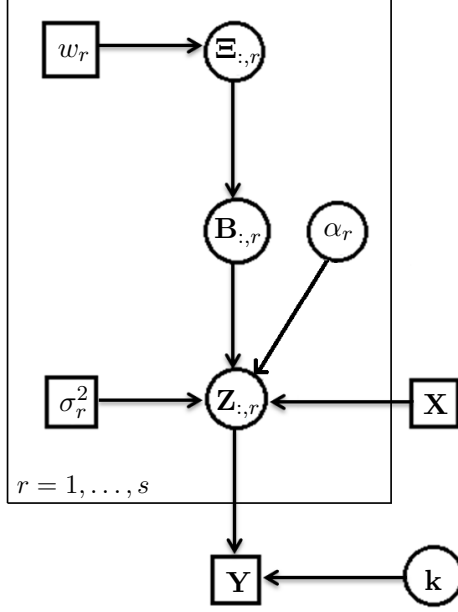 w_r
Ξ_{:,r}
B_{:,r}
α_r
σ_r^2
Z_{:,r}
X
r = 1, . . . , s
Y
k